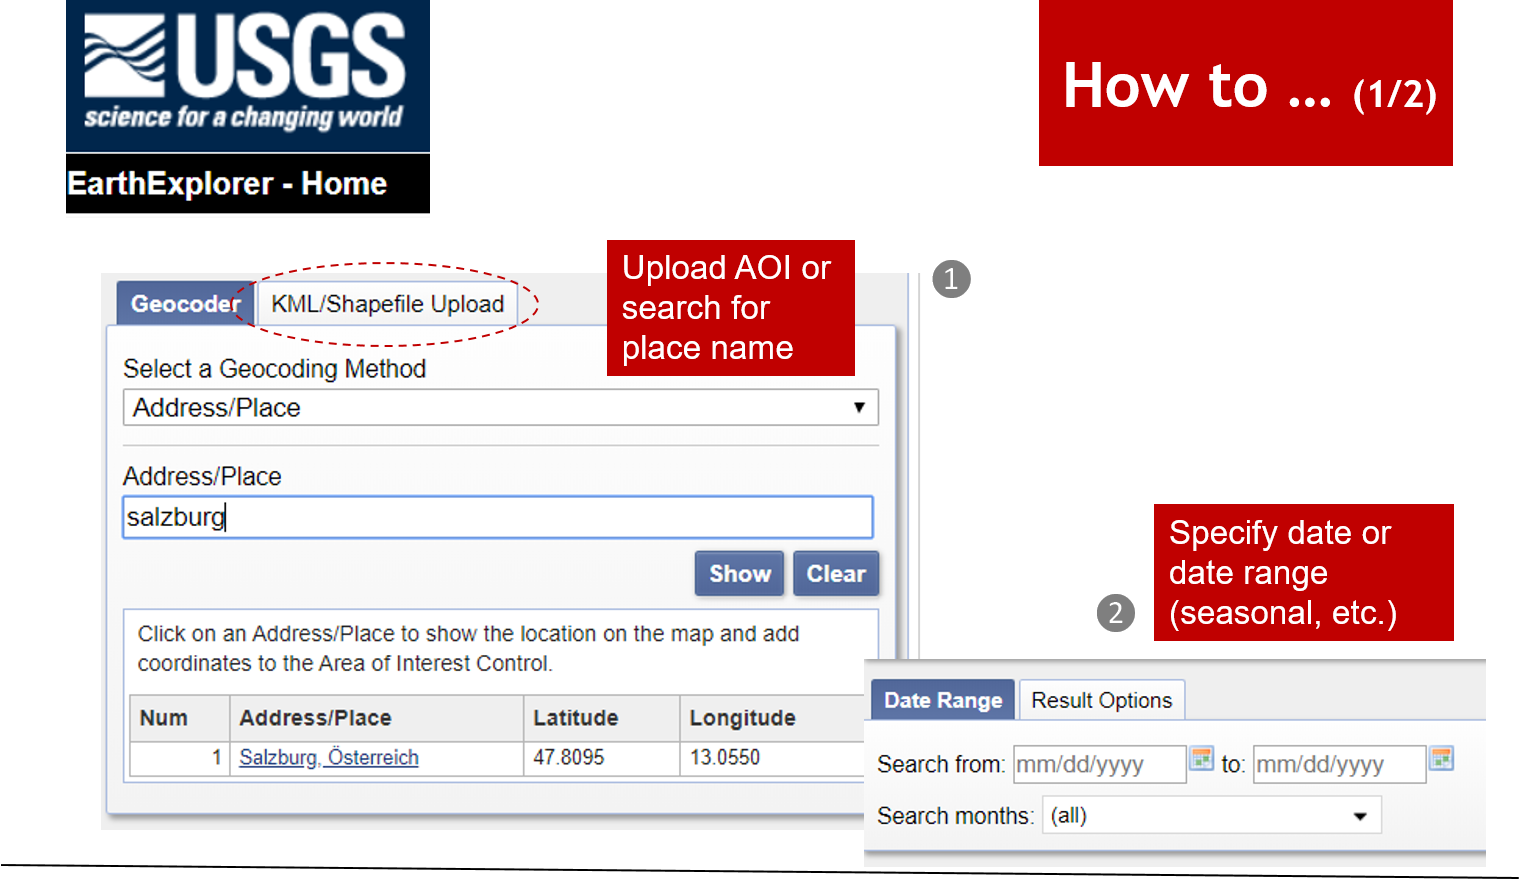 USGS
science for a changing world
EarthExplorer - Home
How to ... (1/2)
Upload AOI or
search for
place name
1
Geocoder
KML/Shapefile Upload
Select a Geocoding Method
Address/Place
Address/Place
salzburg
Show
Clear
Click on an Address/Place to show the location on the map and add
coordinates to the Area of Interest Control.
Num Address/Place Latitude Longitude
1 Salzburg, Österreich 47.8095 13.0550
2
Specify date or
date range
(seasonal, etc.)
Date Range
Result Options
Search from: mm/dd/yyyy to: mm/dd/yyyy
Search months: (all)